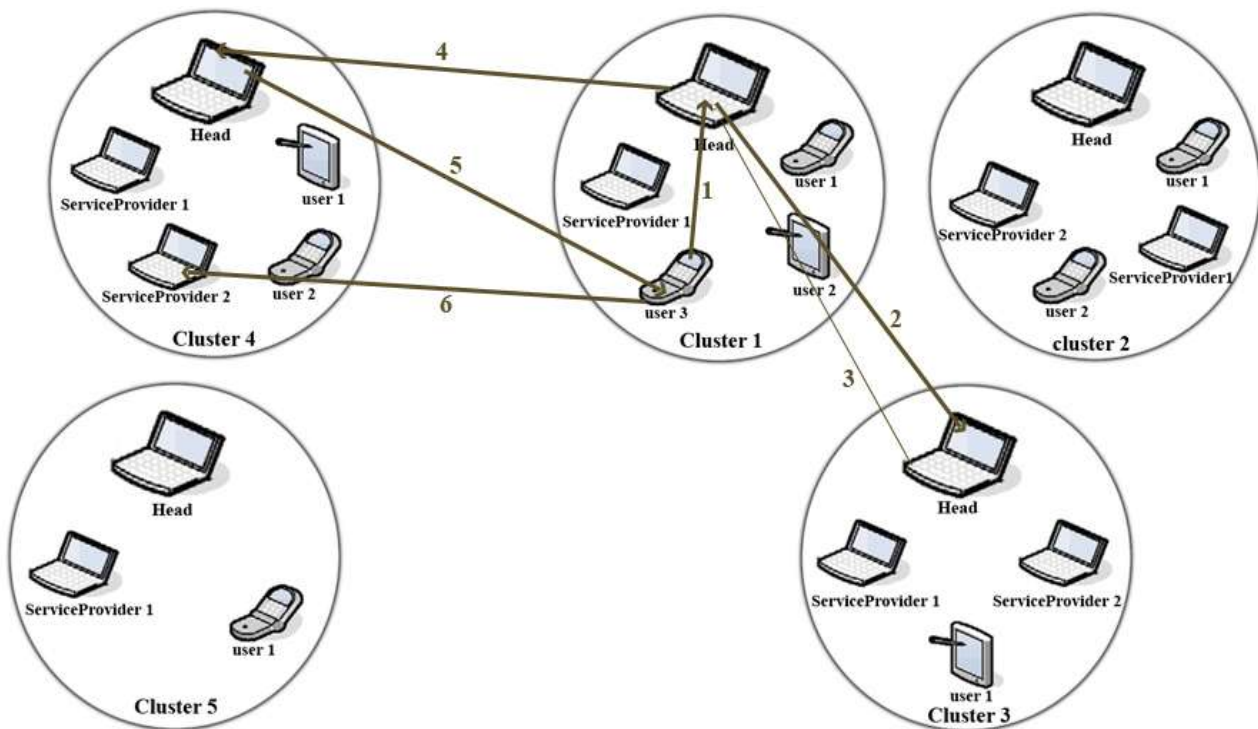 Head
ServiceProvider 1
user 1
ServiceProvider 2
user 2
Cluster 4
4
5
6
Head
user 1
ServiceProvider 1
1
user 2
user 3
Cluster 1
2
3
Head
user 1
ServiceProvider 2
ServiceProvider1
user 2
cluster 2
Head
ServiceProvider 1
user 1
Cluster 5
Head
ServiceProvider 1
ServiceProvider 2
user 1
Cluster 3